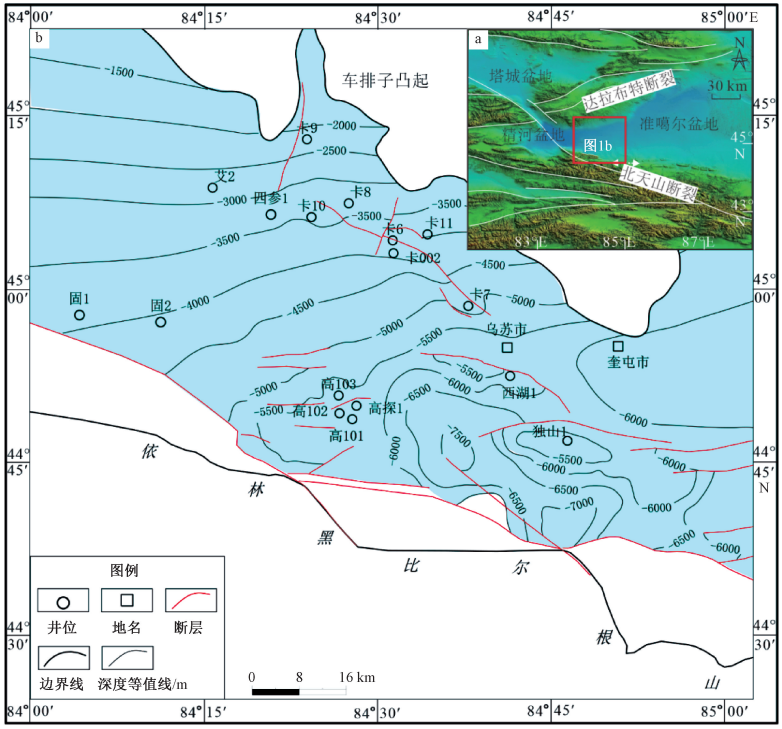 84°00′
84°15′
84°30′
84°45′
85°00′E
b
a
N
30 km
塔城盆地
达拉布特断裂
精河盆地
准噶尔盆地
图1b
45°
N
北天山断裂
43°
N
83°E
85°E
87°E
45°
15′
45°
15′
车排子凸起
-1500
卡9
-2000
-2500
艾2
-3000
四参1
卡10
卡8
-3500
-3500
卡6
卡11
-3500
卡002
-4500
45°
00′
45°
00′
固1
固2
-4000
-4500
卡7
-5000
-5000
-5500
乌苏市
奎屯市
-5000
高103
-5500
-6000
-6500
西湖1
-6000
-5500
高102
高探1
高101
-6000
-7500
独山1
-5500
-6000
-6000
-6500
-6500
-7000
-6000
-6500
-6000
44°
45′
44°
45′
N
依
林
黑
比
尔
根
山
图例
井位
地名
断层
边界线
深度等值线/m
0
8
16 km
44°
30′
44°
30′
84°00′
84°15′
84°30′
84°45′
85°00′